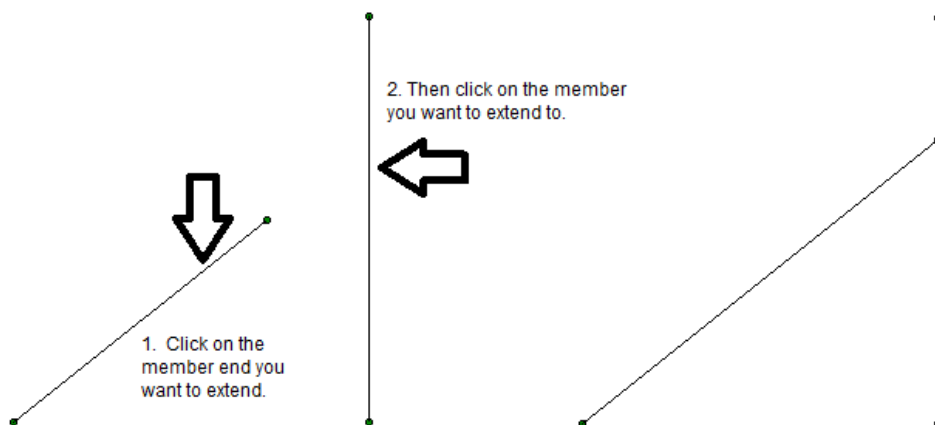 2. Then click on the member
you want to extend to.
1.  Click on the
member end you
want to extend.